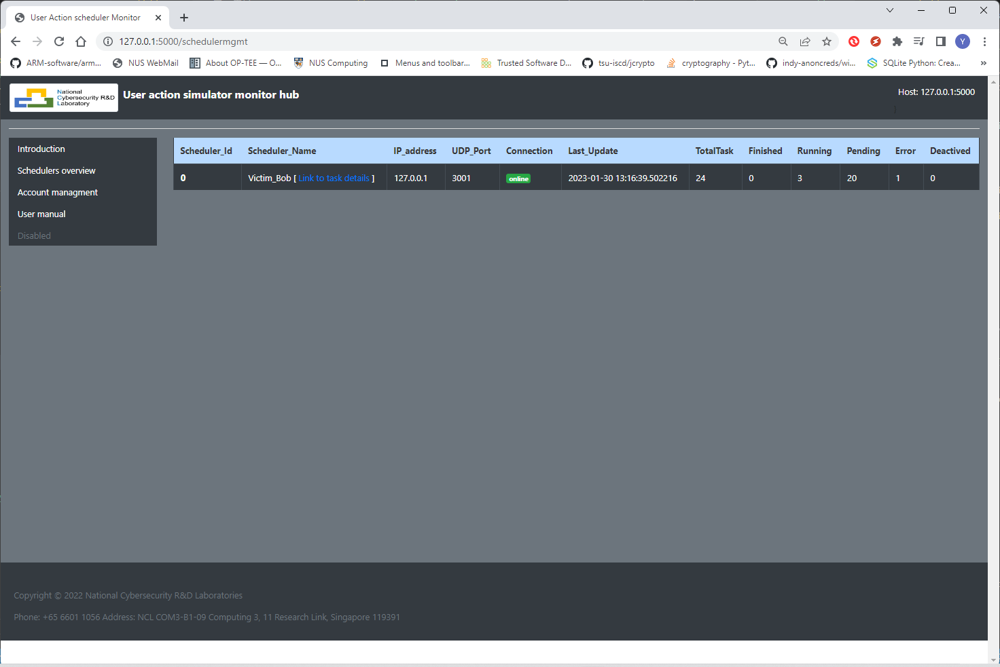 User Action scheduler Monitor
127.0.0.1:5000/schedulermgmt
Y
ARM-software/arm... NUS WebMail About OP-TEE — O... NUS Computing Menus and toolbar... Trusted Software D... tsu-iscd/jcrypto cryptography - Pyt... indy-anoncreds/wi... SQLite Python: Crea... »
National
Cybersecurity R&D
Laboratory
User action simulator monitor hub
Host: 127.0.0.1:5000
Introduction
Schedulers overview
Account managment
User manual
Disabled
Scheduler_Id Scheduler_Name IP_address UDP_Port Connection Last_Update TotalTask Finished Running Pending Error Deactived
0 Victim_Bob [ Link to task details ] 127.0.0.1 3001 online 2023-01-30 13:16:39.502216 24 0 3 20 1 0
Copyright © 2022 National Cybersecurity R&D Laboratories
Phone: +65 6601 1056 Address: NCL COM3-B1-09 Computing 3, 11 Research Link, Singapore 119391